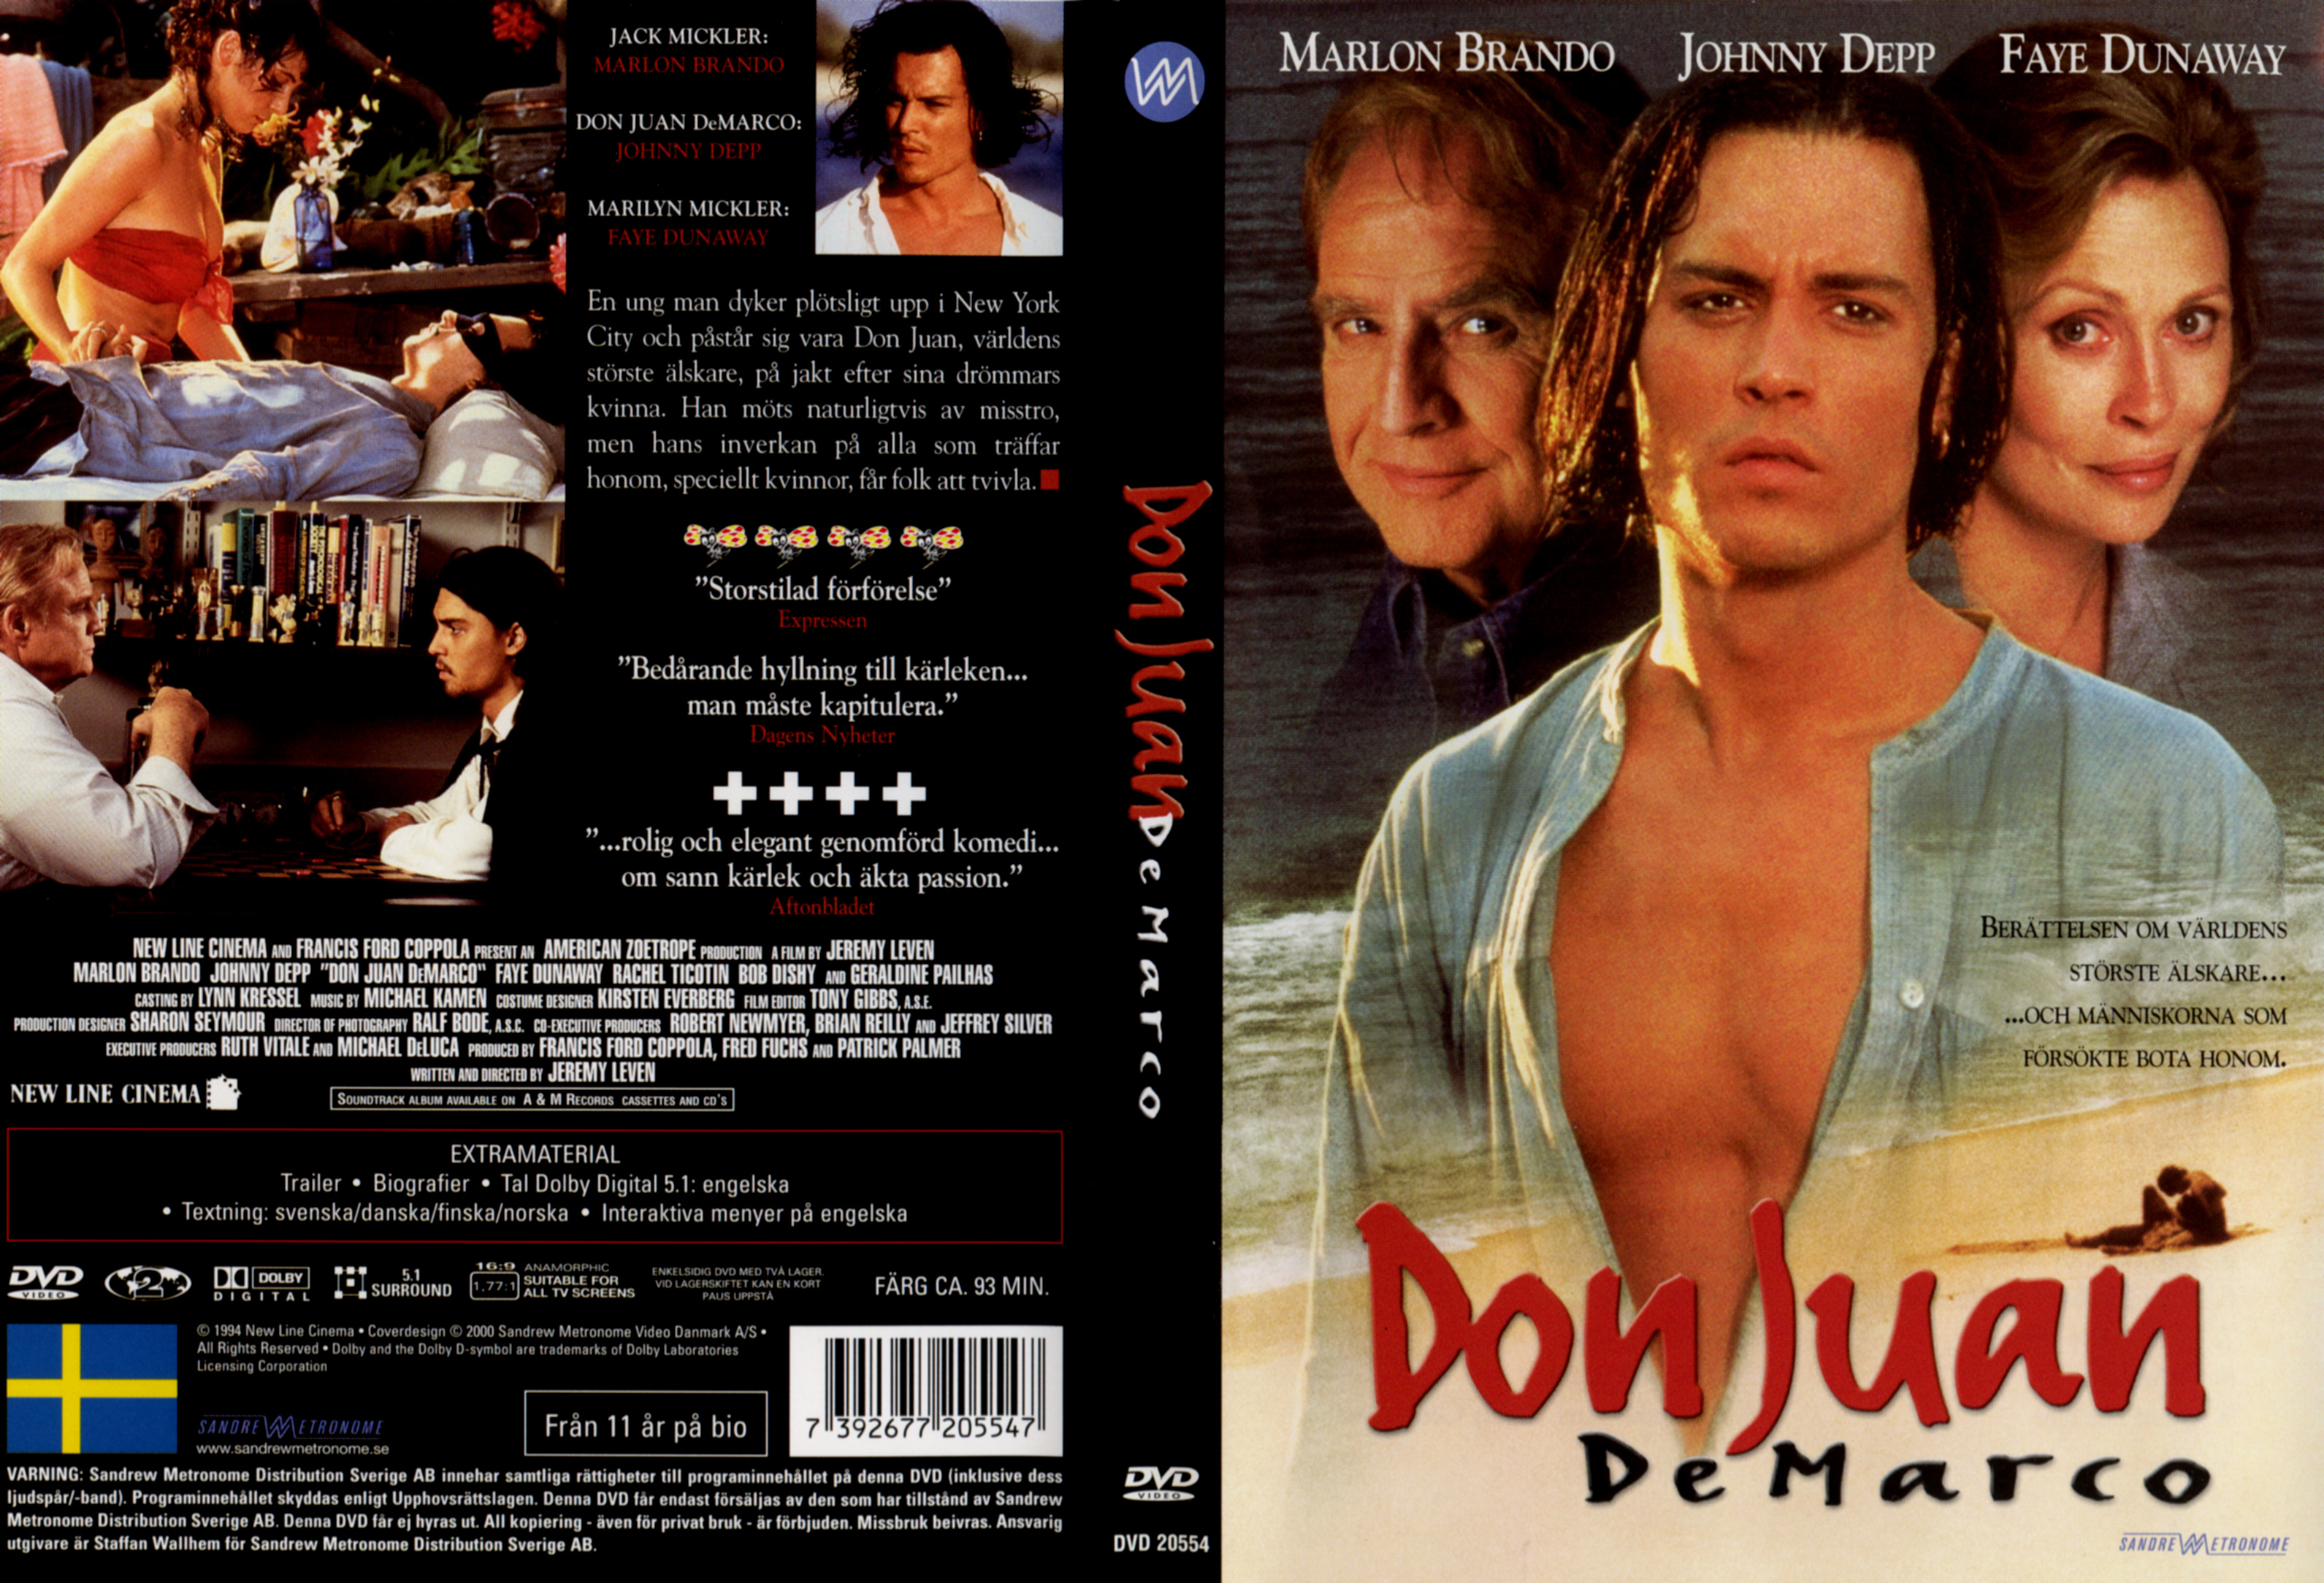 JACK MICKLER:
MARLON BRANDO
DON JUAN DeMARCO:
JOHNNY DEPP
MARILYN MICKLER:
FAYE DUNAWAY
En ung man dyker plötsligt upp i New York
City och påstår sig vara Don Juan, världens
störste älskare, på jakt efter sina drömmars
kvinna. Han möts naturligtvis av misstro,
men hans inverkan på alla som träffar
honom, speciellt kvinnor, får folk att tvivla.
”Storstilad förförelse”
Expressen
”Bedårande hyllning till kärleken...
man måste kapitulera.”
Dagens Nyheter
”...rolig och elegant genomförd komedi...
om sann kärlek och äkta passion.”
Aftonbladet
NEW LINE CINEMA AND FRANCIS FORD COPPOLA PRESENT AN AMERICAN ZOETROPE PRODUCTION A FILM BY JEREMY LEVEN
MARLON BRANDO JOHNNY DEPP "DON JUAN DeMARCO" FAYE DUNAWAY RACHEL TICOTIN BOB DISHY AND GERALDINE PAILHAS
CASTING BY LYNN KRESSEL MUSIC BY MICHAEL KAMEN COSTUME DESIGNER KIRSTEN EVERBERG FILM EDITOR TONY GIBBS, A.S.E.
PRODUCTION DESIGNER SHARON SEYMOUR DIRECTOR OF PHOTOGRAPHY RALF BODE, A.S.C. CO-EXECUTIVE PRODUCERS ROBERT NEWMYER, BRIAN REILLY AND JEFFREY SILVER
EXECUTIVE PRODUCERS RUTH VITALE AND MICHAEL DeLUCA PRODUCED BY FRANCIS FORD COPPOLA, FRED FUCHS AND PATRICK PALMER
WRITTEN AND DIRECTED BY JEREMY LEVEN
NEW LINE CINEMA
SOUNDTRACK ALBUM AVAILABLE ON A & M RECORDS CASSETTES AND CD'S
EXTRAMATERIAL
Trailer • Biografier • Tal Dolby Digital 5.1: engelska
• Textning: svenska/danska/finska/norska • Interaktiva menyer på engelska
DVD VIDEO
2
DOLBY DIGITAL
5.1 SURROUND
16:9
1.77:1
ANAMORPHIC
SUITABLE FOR
ALL TV SCREENS
ENKELSIDIG DVD MED TVÅ LAGER.
VID LAGERSKIFTET KAN EN KORT
PAUS UPPSTÅ
FÄRG CA. 93 MIN.
© 1994 New Line Cinema • Coverdesign © 2000 Sandrew Metronome Video Danmark A/S •
All Rights Reserved • Dolby and the Dolby D-symbol are trademarks of Dolby Laboratories
Licensing Corporation
SANDREWMETRONOME
www.sandrewmetronome.se
Från 11 år på bio
7 392677 205547
VARNING: Sandrew Metronome Distribution Sverige AB innehar samtliga rättigheter till programinnehållet på denna DVD (inklusive dess
ljudspår/-band). Programinnehållet skyddas enligt Upphovsrättslagen. Denna DVD får endast försäljas av den som har tillstånd av Sandrew
Metronome Distribution Sverige AB. Denna DVD får ej hyras ut. All kopiering - även för privat bruk - är förbjuden. Missbruk beivras. Ansvarig
utgivare är Staffan Wallhem för Sandrew Metronome Distribution Sverige AB.
Don Juan DeMarco
DVD VIDEO
DVD 20554
MARLON BRANDO JOHNNY DEPP FAYE DUNAWAY
BERÄTTELSEN OM VÄRLDENS
STÖRSTE ÄLSKARE...
...OCH MÄNNISKORNA SOM
FÖRSÖKTE BOTA HONOM.
Don Juan
DeMarco
SANDREWMETRONOME